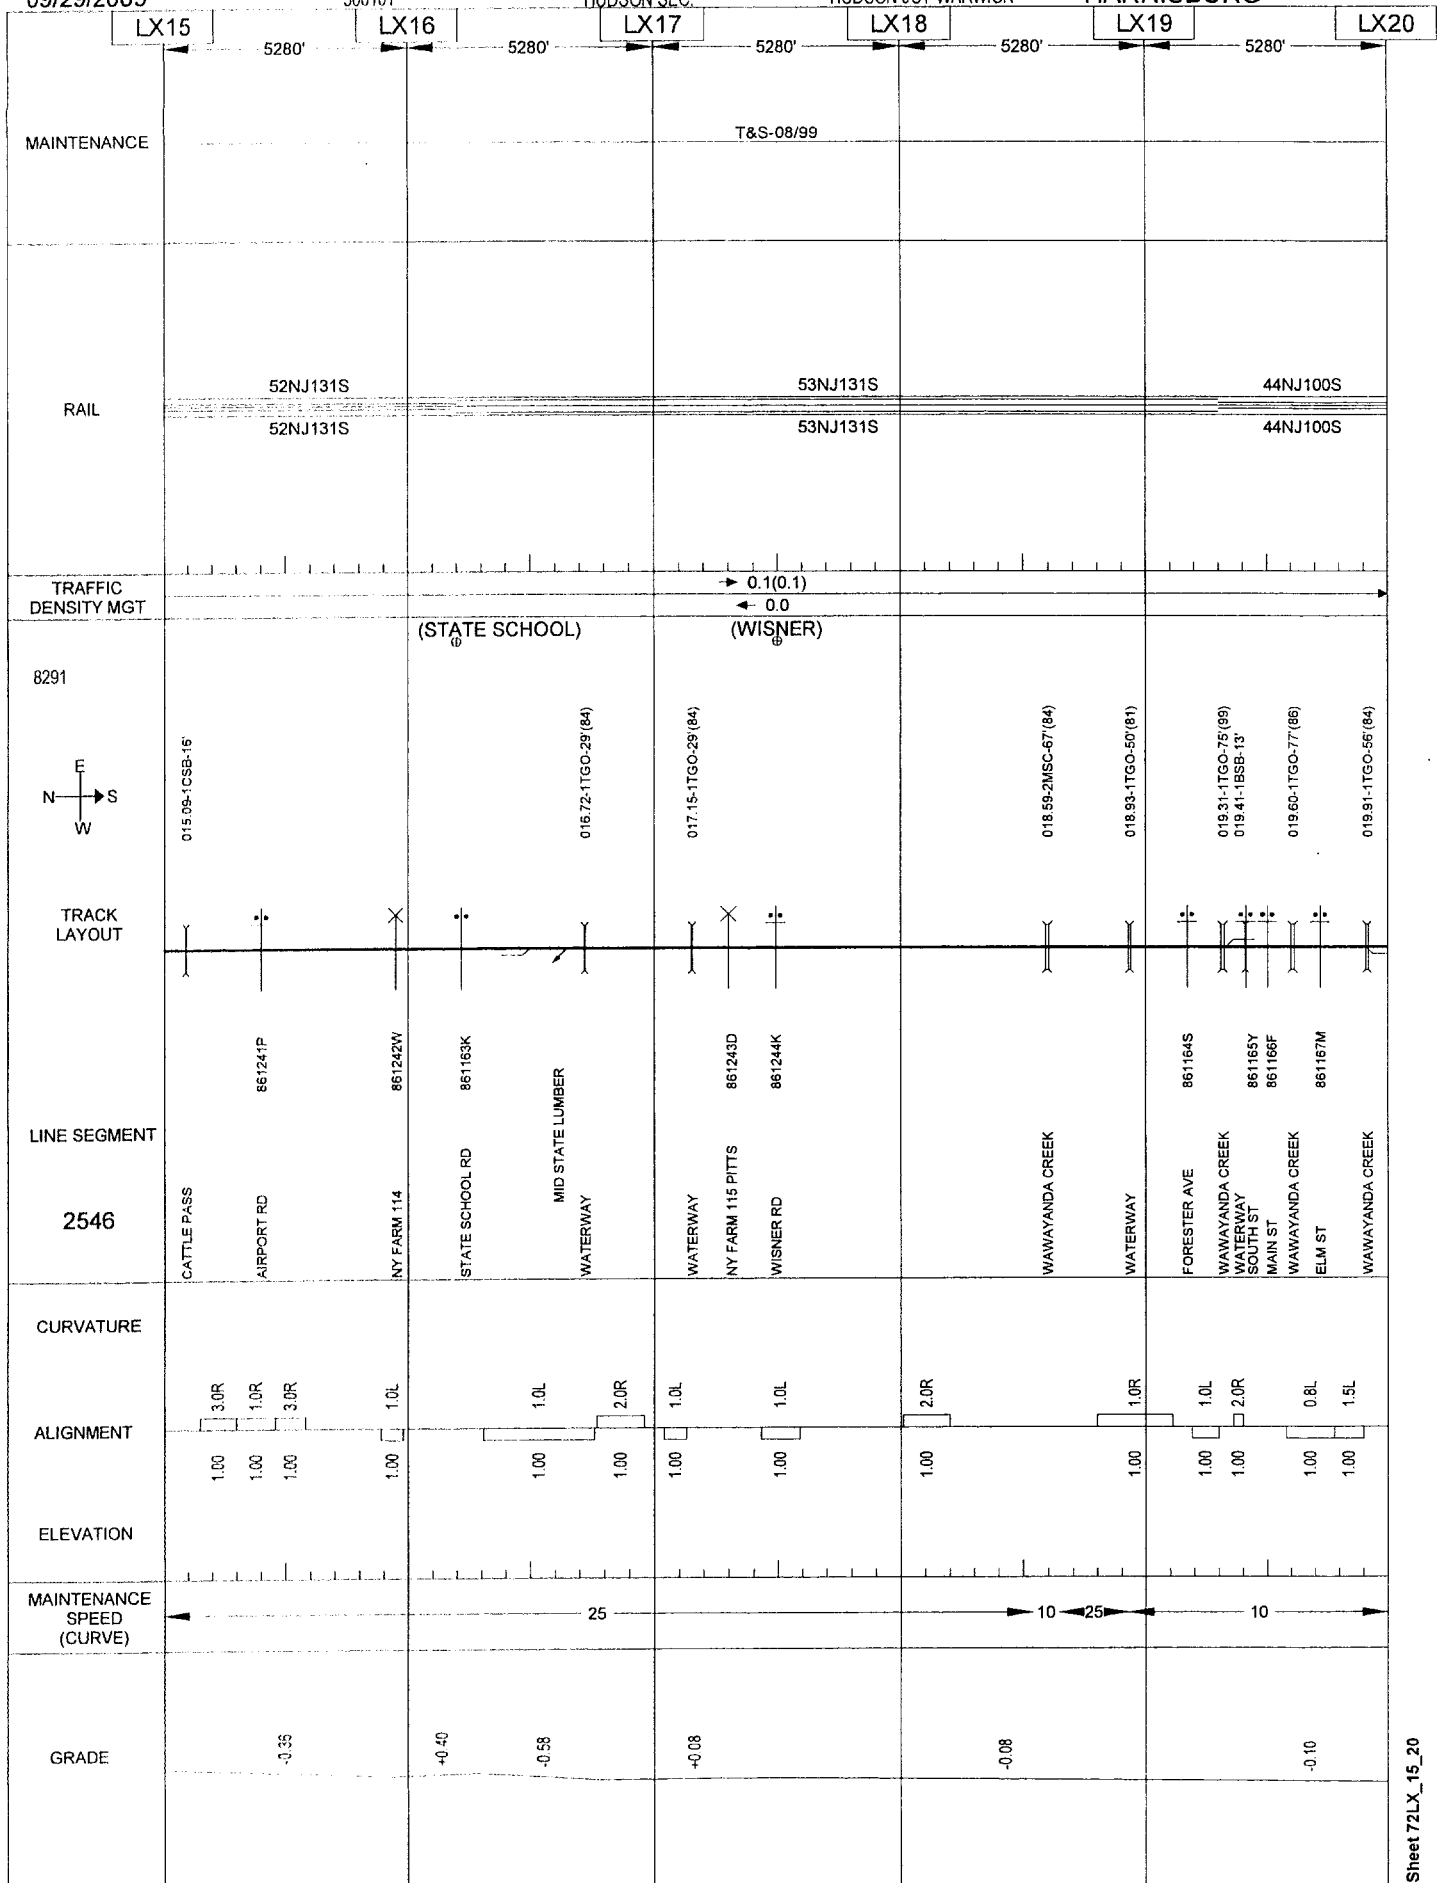 09/29/2009
HUDSON SEC.
HARRISBURG
LX15 LX16 LX17 LX18 LX19 LX20
5280' 5280' 5280' 5280' 5280'
MAINTENANCE
T&S-08/99
RAIL
52NJ131S 53NJ131S 44NJ100S
52NJ131S 53NJ131S 44NJ100S
TRAFFIC
DENSITY MGT
0.1(0.1)
0.0
(STATE SCHOOL) (WISNER)
8291
E
N S
W
015.09-1CSB-16'
016.72-1TGO-29'(84)
017.15-1TGO-29'(84)
018.59-2MSC-67'(84)
018.93-1TGO-50'(81)
019.31-1TGO-75'(99)
019.41-1BSB-13'
019.60-1TGO-77'(86)
019.91-1TGO-56'(84)
TRACK
LAYOUT
861241P
861242W
861163K
861243D
861244K
861164S
861165Y
861166F
861167M
LINE SEGMENT
2546
CATTLE PASS
AIRPORT RD
NY FARM 114
STATE SCHOOL RD
MID STATE LUMBER
WATERWAY
WATERWAY
NY FARM 115 PITTS
WISNER RD
WAWAYANDA CREEK
WATERWAY
FORESTER AVE
WAWAYANDA CREEK
WATERWAY
SOUTH ST
MAIN ST
WAWAYANDA CREEK
ELM ST
WAWAYANDA CREEK
CURVATURE
3.0R 1.0R 3.0R 1.0L 1.0L 2.0R 1.0L 1.0L 2.0R 1.0R 1.0L 2.0R 0.8L 1.5L
ALIGNMENT
1.00 1.00 1.00 1.00 1.00 1.00 1.00 1.00 1.00 1.00 1.00 1.00 1.00 1.00
ELEVATION
MAINTENANCE
SPEED
(CURVE)
25 10 25 10
GRADE
-0.35 +0.40 -0.58 +0.08 -0.08 -0.10
Sheet 72LX_15_20